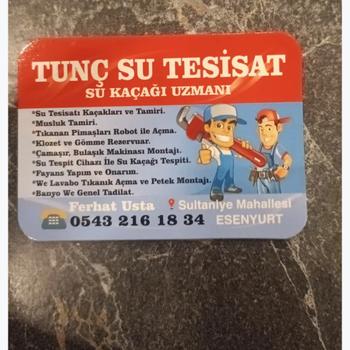 TUNÇ SU TESİSAT
SU KAÇAĞI UZMANI
*Su Tesisatı Kaçakları ve Tamiri.
*Musluk Tamiri.
*Tıkanan Pimaşları Robot ile Açma.
*Klozet ve Gömme Rezervuar.
*Çamaşır, Bulaşık Makinası Montajı.
*Su Tespit Cihazı İle Su Kaçağı Tespiti.
*Fayans Yapım ve Onarım.
*We Lavabo Tıkanık Açma ve Petek Montajı.
*Banyo We Genel Tadilat.
Ferhat Usta
0543 216 18 34
Sultaniye Mahallesi
ESENYURT